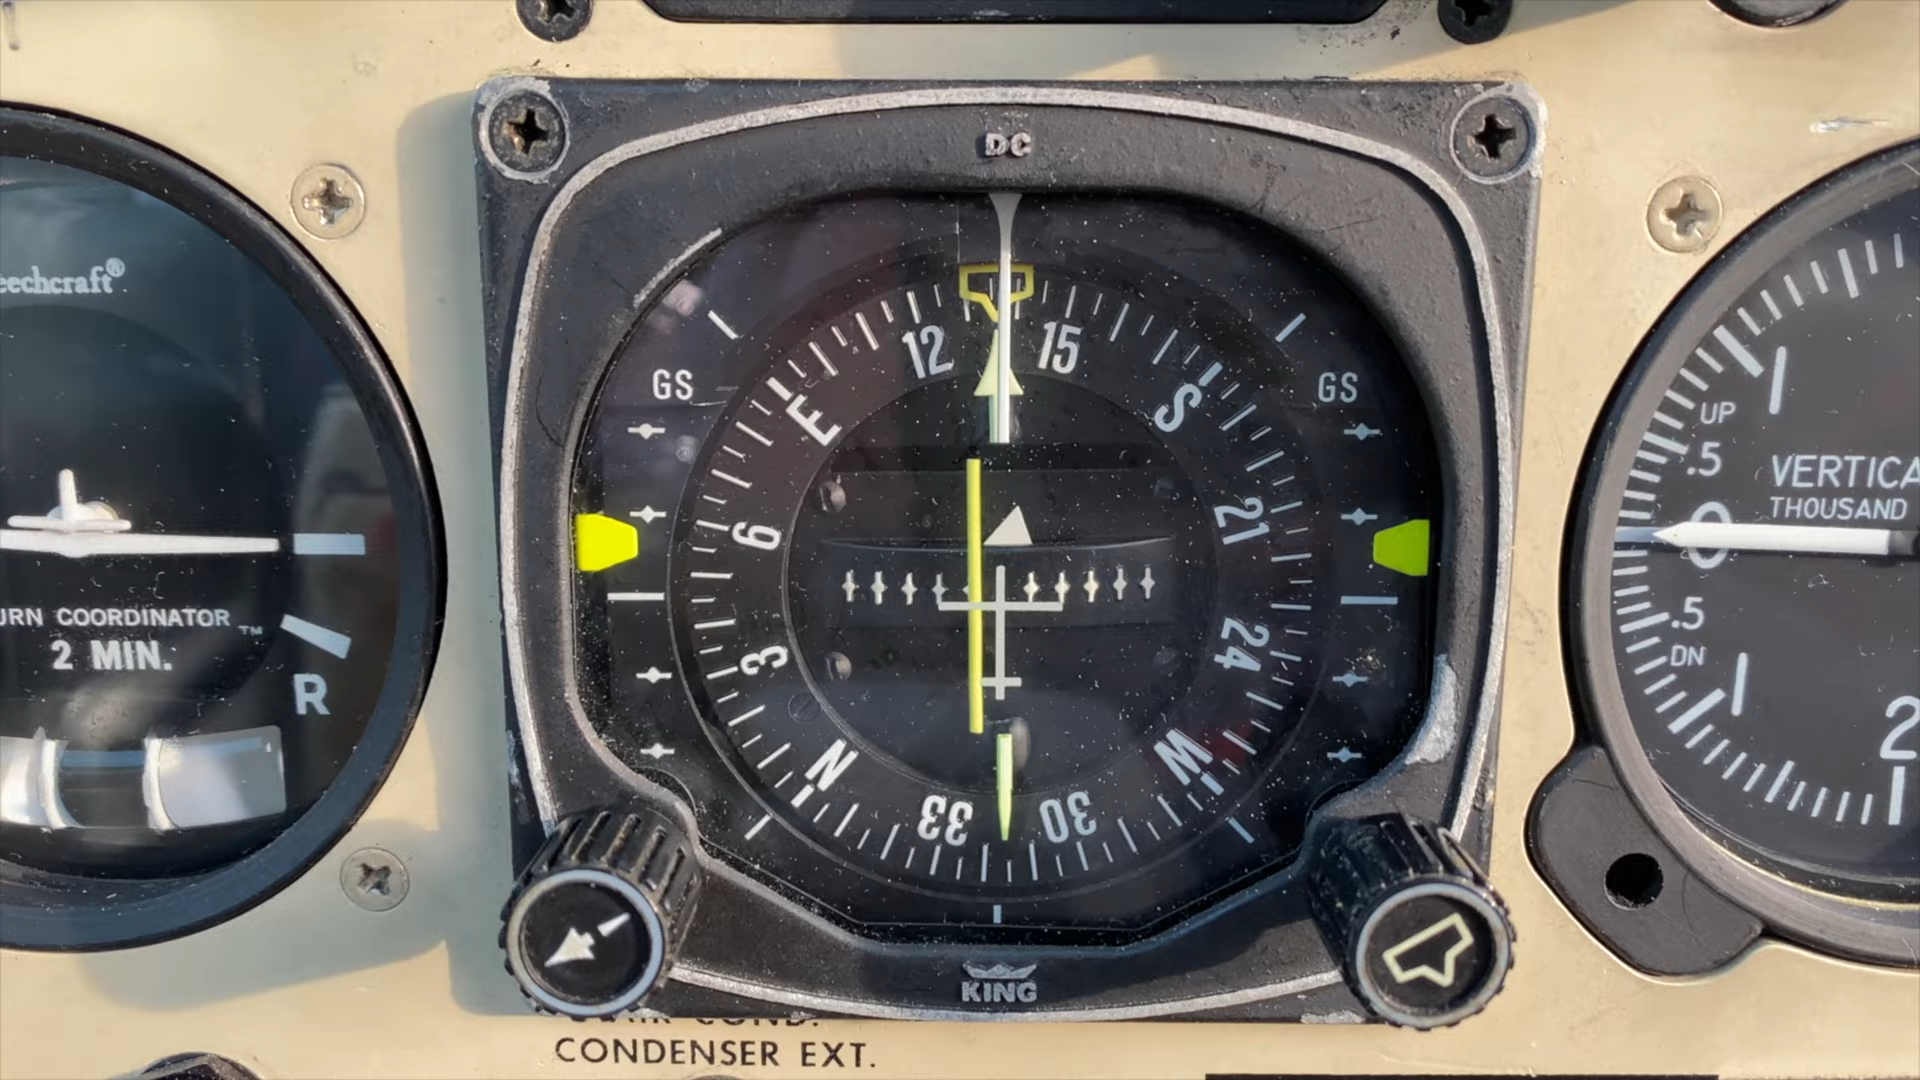 eechcraft®
URN COORDINATOR™
2 MIN.
R
DC
GS
GS
12
15
E
S
6
21
3
24
N
W
33
30
KING
CONDENSER EXT.
1
UP
.5
VERTICA
THOUSAND
0
.5
DN
1
2